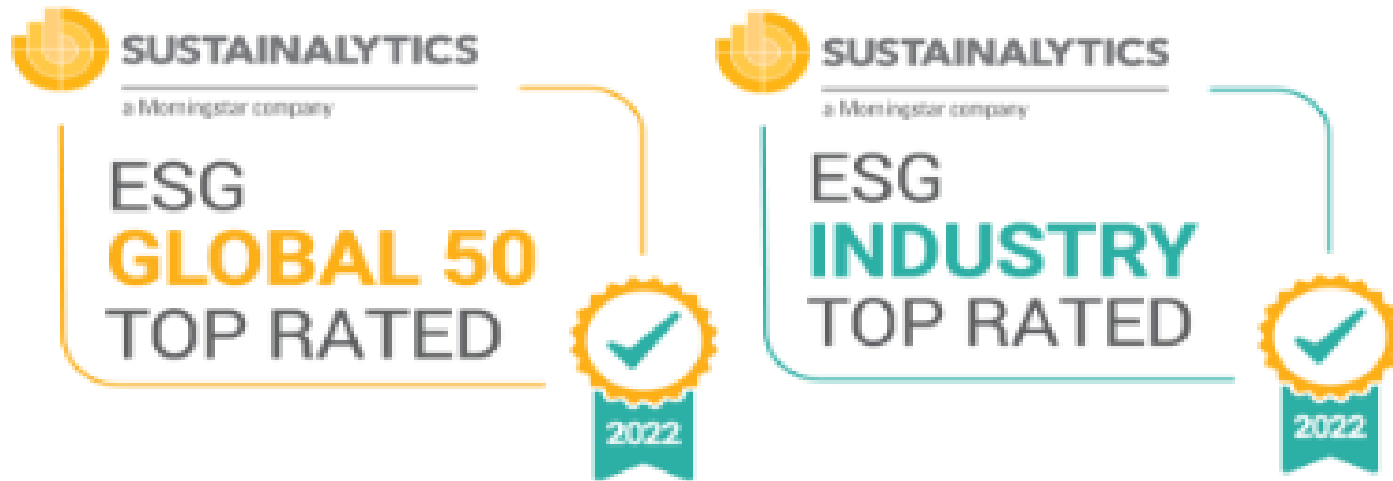 SUSTAINALYTICS
a Morningstar company
ESG
GLOBAL 50
TOP RATED
2022
SUSTAINALYTICS
a Morningstar company
ESG
INDUSTRY
TOP RATED
2022